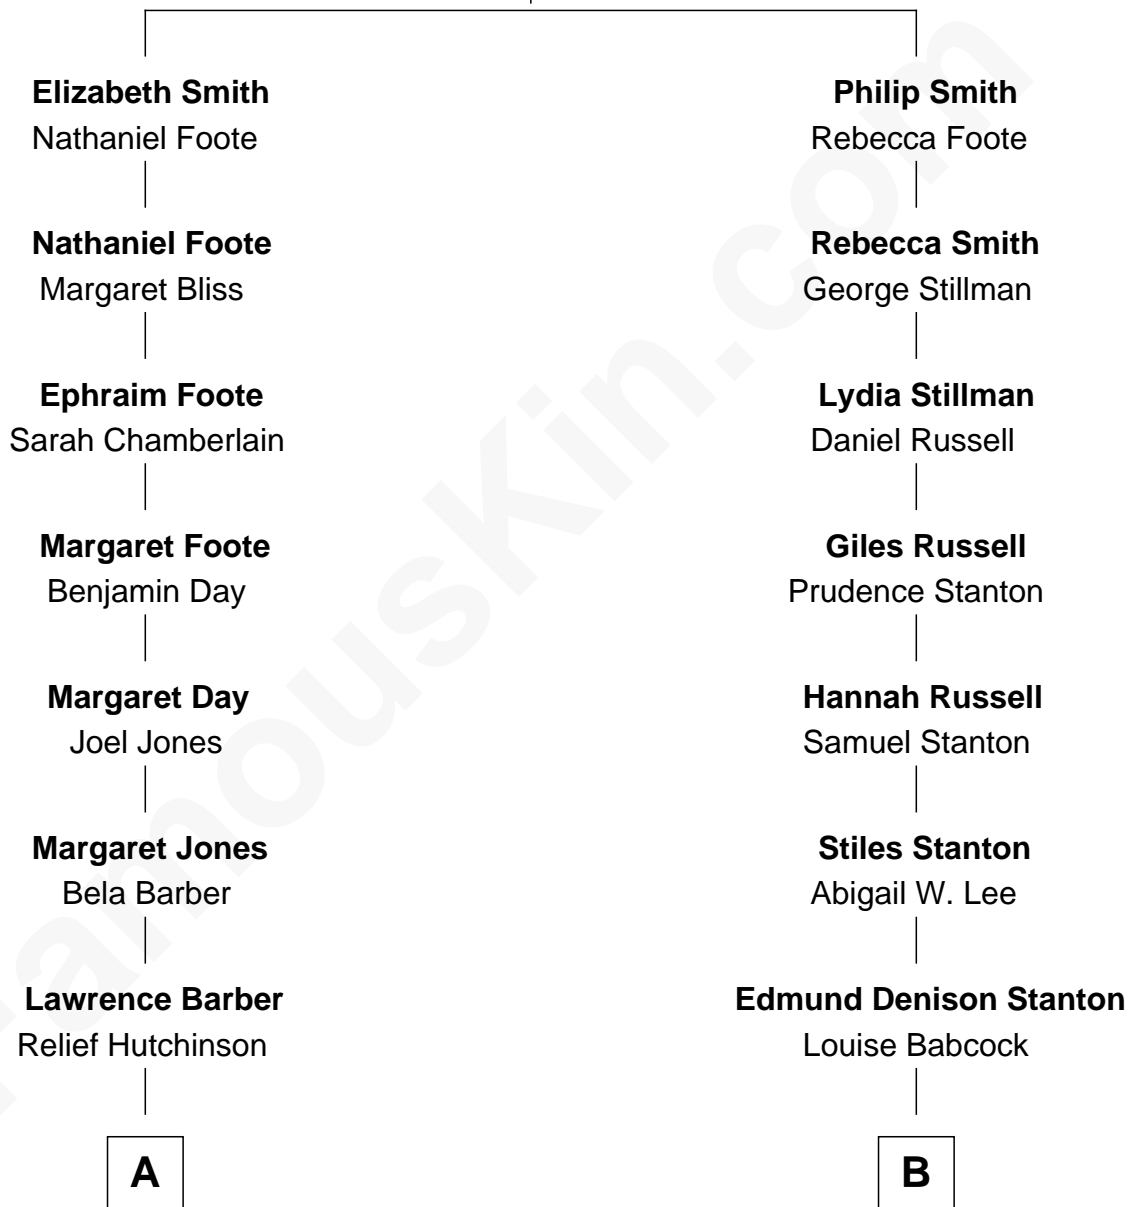 Elizabeth Smith
Nathaniel Foote
Nathaniel Foote
Margaret Bliss
Ephraim Foote
Sarah Chamberlain
Margaret Foote
Benjamin Day
Margaret Day
Joel Jones
Margaret Jones
Bela Barber
Lawrence Barber
Relief Hutchinson
A
Philip Smith
Rebecca Foote
Rebecca Smith
George Stillman
Lydia Stillman
Daniel Russell
Giles Russell
Prudence Stanton
Hannah Russell
Samuel Stanton
Stiles Stanton
Abigail W. Lee
Edmund Denison Stanton
Louise Babcock
B
FamousKin.com